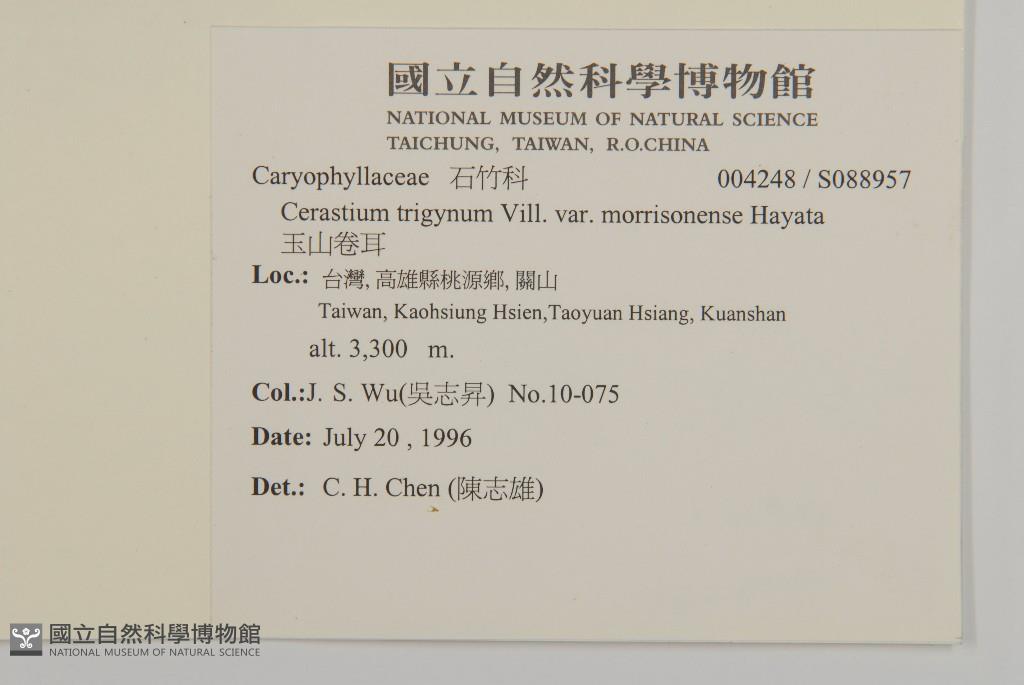 國立自然科學博物館
NATIONAL MUSEUM OF NATURAL SCIENCE
TAICHUNG, TAIWAN, R.O.CHINA
Caryophyllaceae 石竹科 004248 / S088957
Cerastium trigynum Vill. var. morrisonense Hayata
玉山卷耳
Loc.: 台灣, 高雄縣桃源鄉, 關山
Taiwan, Kaohsiung Hsien,Taoyuan Hsiang, Kuanshan
alt. 3,300 m.
Col.:J. S. Wu(吳志昇) No.10-075
Date: July 20 , 1996
Det.: C. H. Chen (陳志雄)
國立自然科學博物館
NATIONAL MUSEUM OF NATURAL SCIENCE